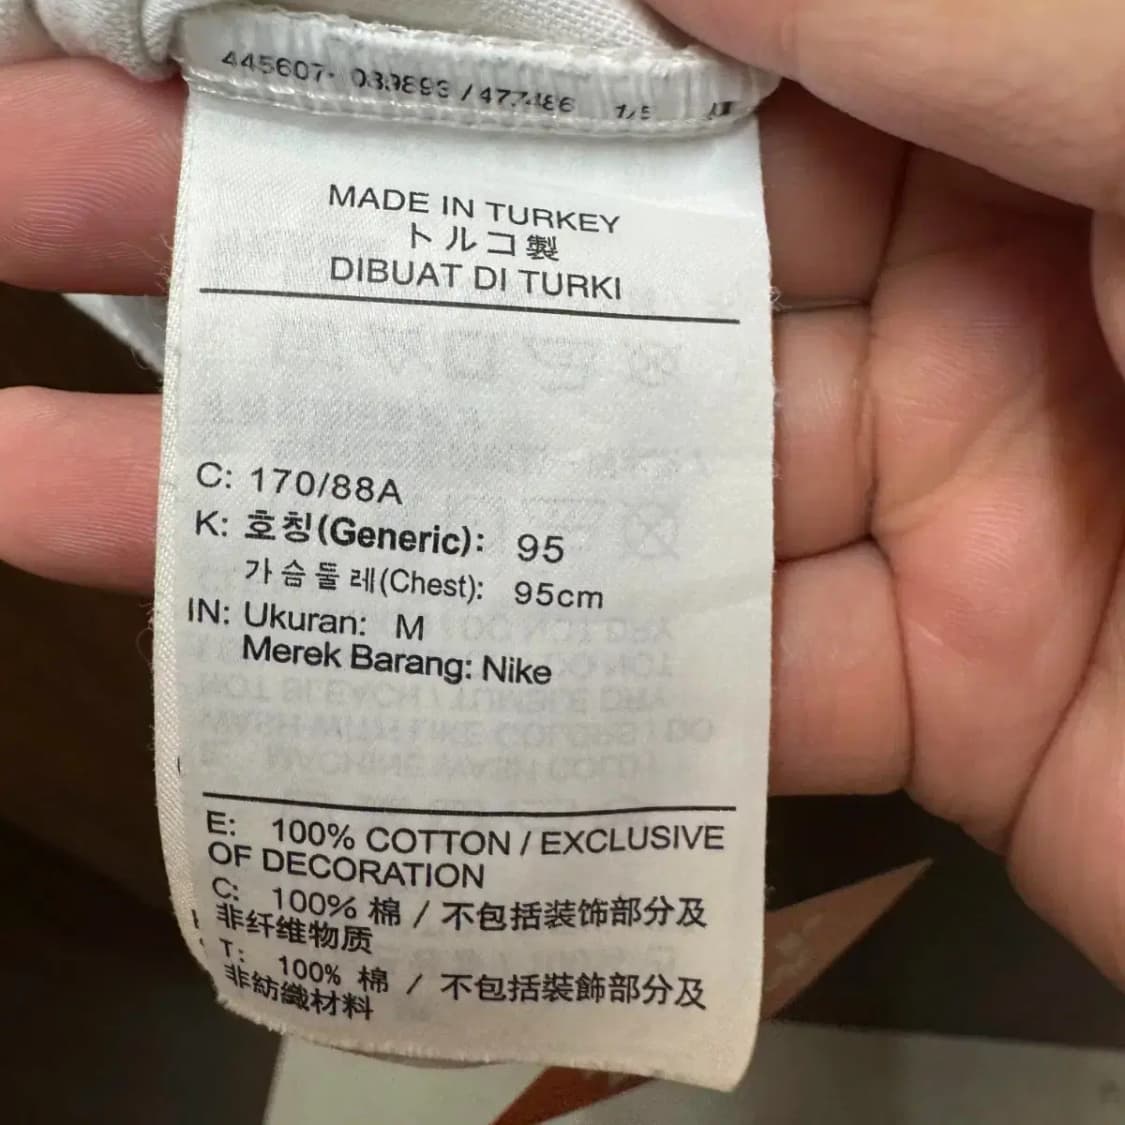 445607-
MADE IN TURKEY
トルコ製
DIBUAT DI TURKI
C: 170/88A
K: 호칭(Generic): 95
가슴둘레(Chest): 95cm
IN: Ukuran: M
Merek Barang: Nike
E: 100% COTTON / EXCLUSIVE
OF DECORATION
C: 100% 棉 / 不包括装饰部分及
非纤维物质
T: 100% 棉 / 不包括裝飾部分及
非紡織材料